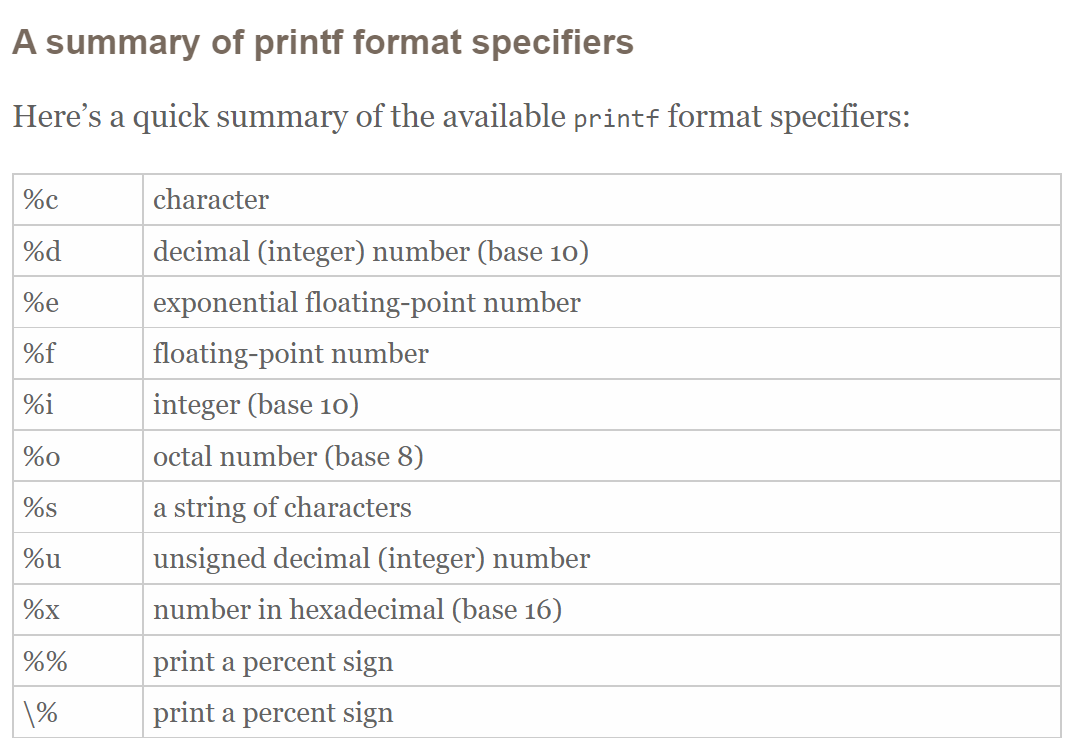 A summary of printf format specifiers
Here’s a quick summary of the available printf format specifiers:
%c character
%d decimal (integer) number (base 10)
%e exponential floating-point number
%f floating-point number
%i integer (base 10)
%o octal number (base 8)
%s a string of characters
%u unsigned decimal (integer) number
%x number in hexadecimal (base 16)
%% print a percent sign
\% print a percent sign